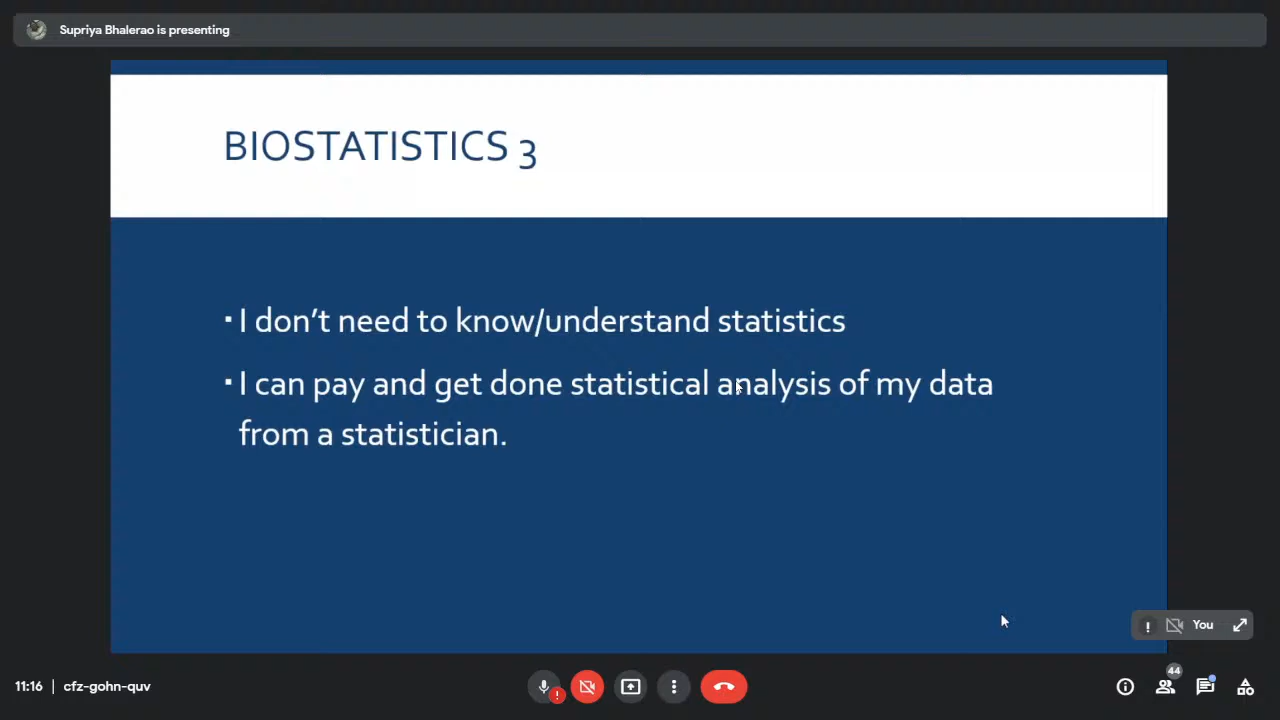 Supriya Bhalerao is presenting
BIOSTATISTICS 3
▪ I don't need to know/understand statistics
▪ I can pay and get done statistical analysis of my data
from a statistician.
You
11:16 | cfz-gohn-quv
44